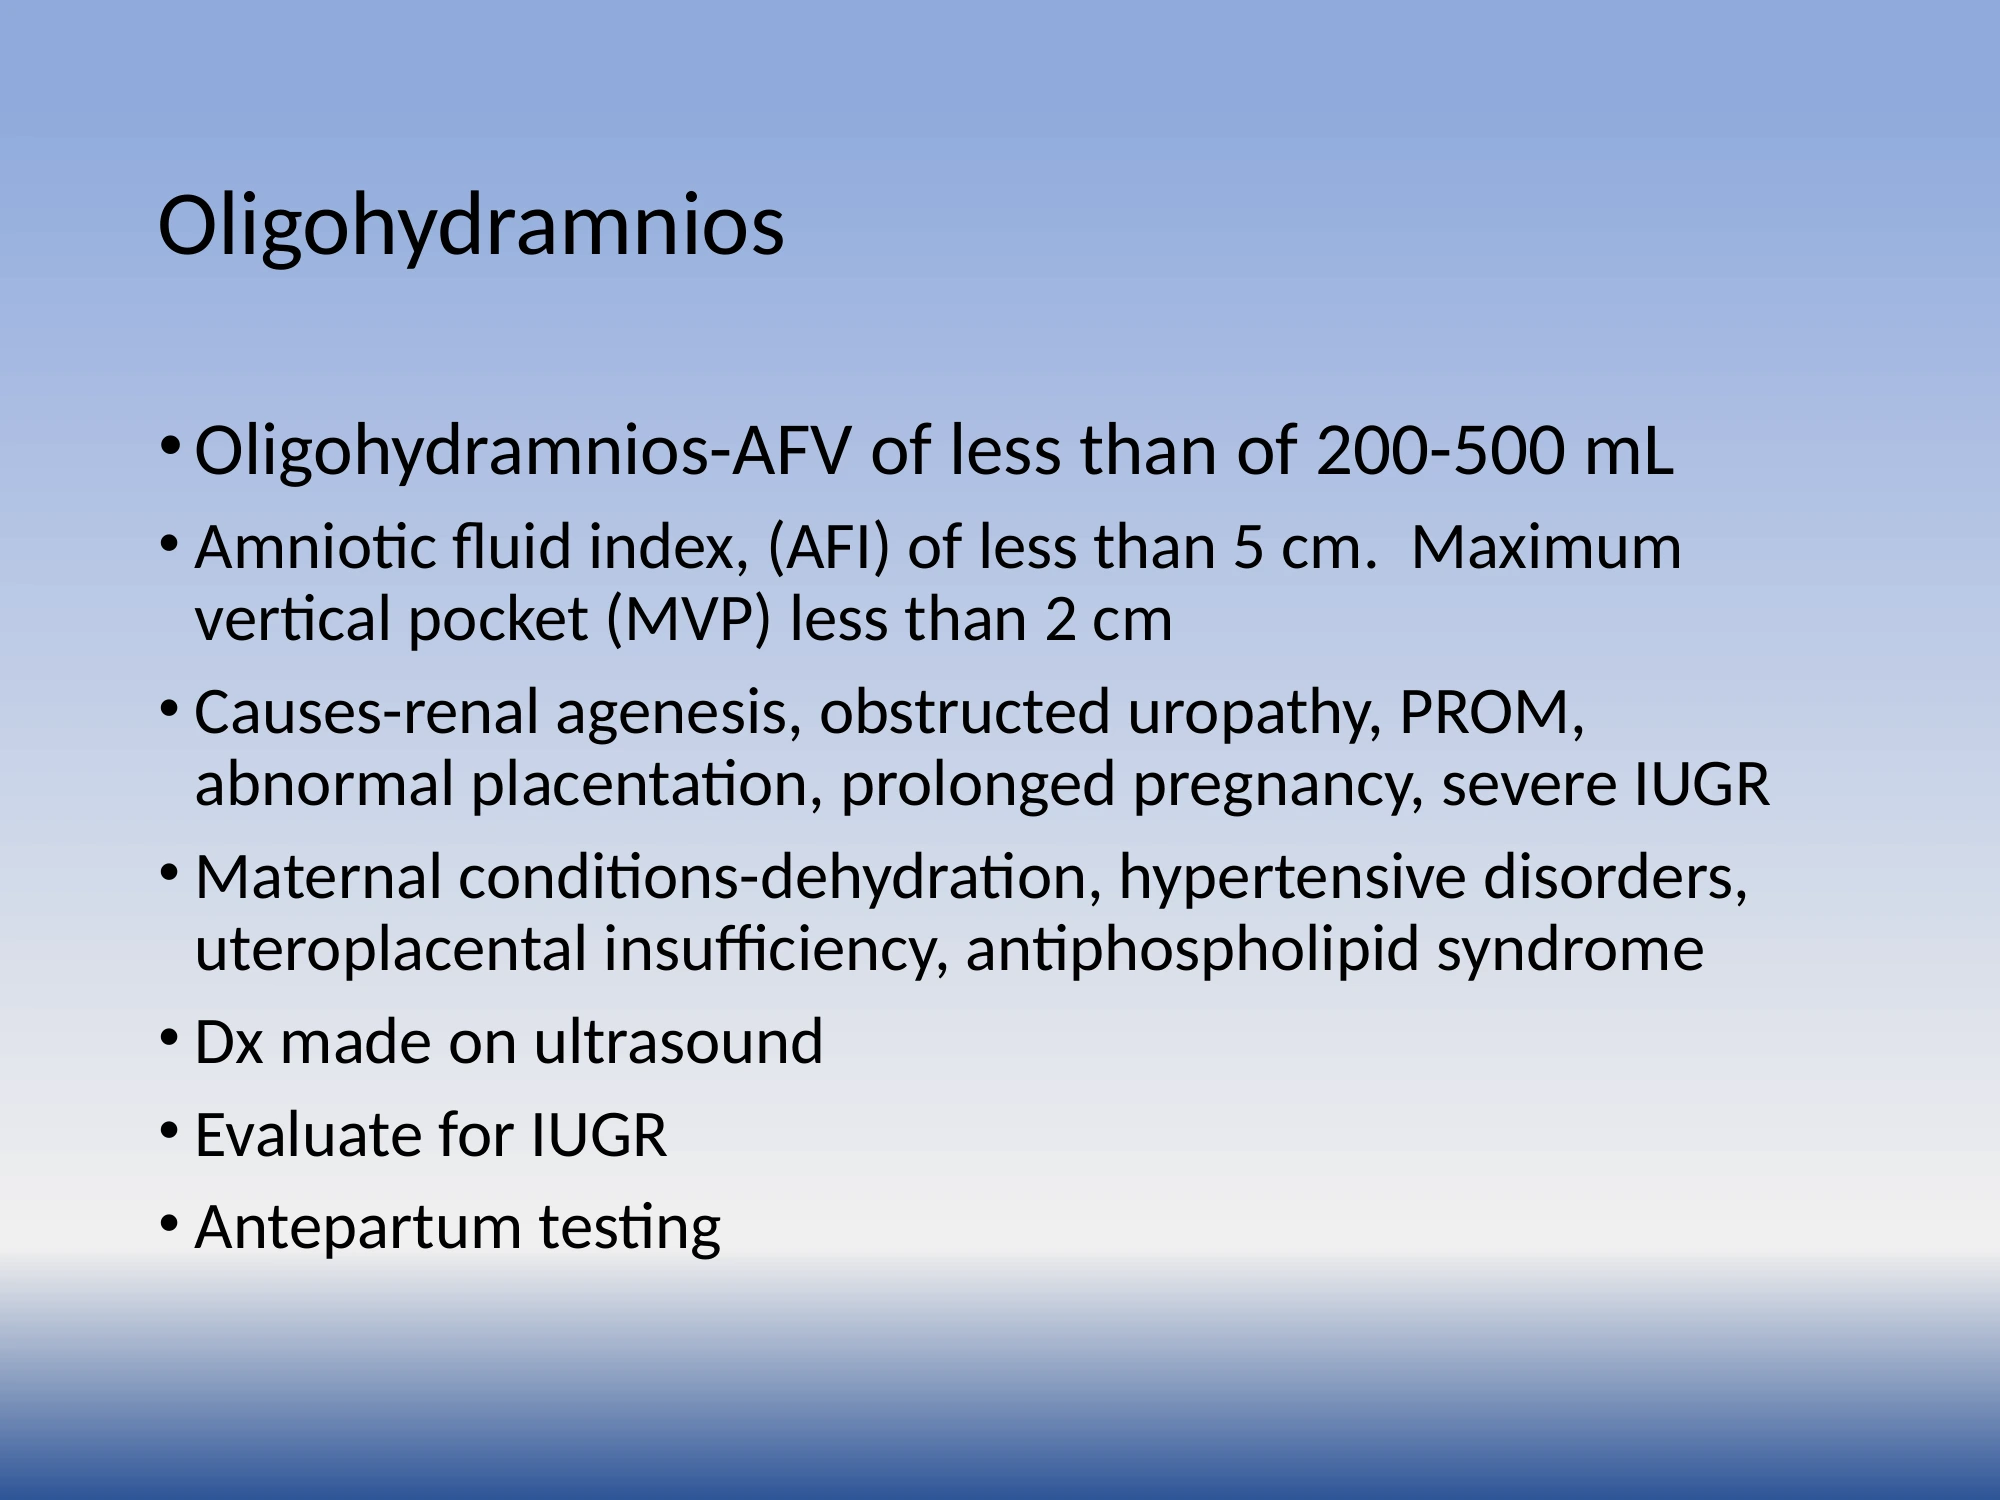 Oligohydramnios
• Oligohydramnios-AFV of less than of 200-500 mL
• Amniotic fluid index, (AFI) of less than 5 cm.  Maximum
vertical pocket (MVP) less than 2 cm
• Causes-renal agenesis, obstructed uropathy, PROM,
abnormal placentation, prolonged pregnancy, severe IUGR
• Maternal conditions-dehydration, hypertensive disorders,
uteroplacental insufficiency, antiphospholipid syndrome
• Dx made on ultrasound
• Evaluate for IUGR
• Antepartum testing